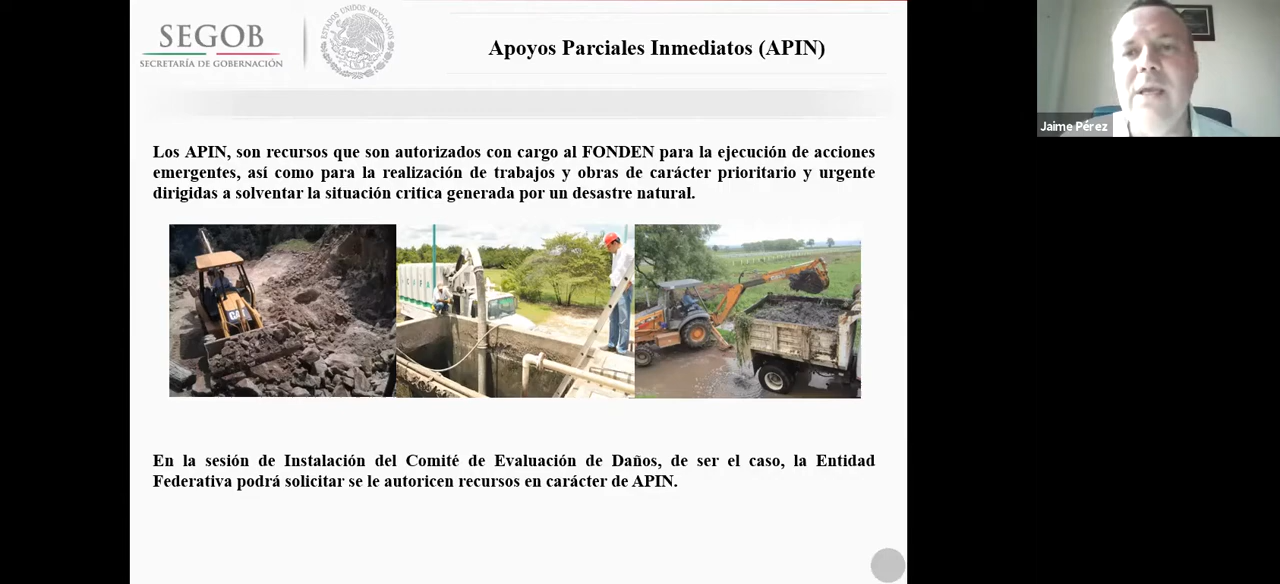 SEGOB
SECRETARÍA DE GOBERNACIÓN
ESTADOS UNIDOS MEXICANOS
Apoyos Parciales Inmediatos (APIN)
Jaime Pérez
Los APIN, son recursos que son autorizados con cargo al FONDEN para la ejecución de acciones
emergentes, así como para la realización de trabajos y obras de carácter prioritario y urgente
dirigidas a solventar la situación critica generada por un desastre natural.
CAT
En la sesión de Instalación del Comité de Evaluación de Daños, de ser el caso, la Entidad
Federativa podrá solicitar se le autoricen recursos en carácter de APIN.